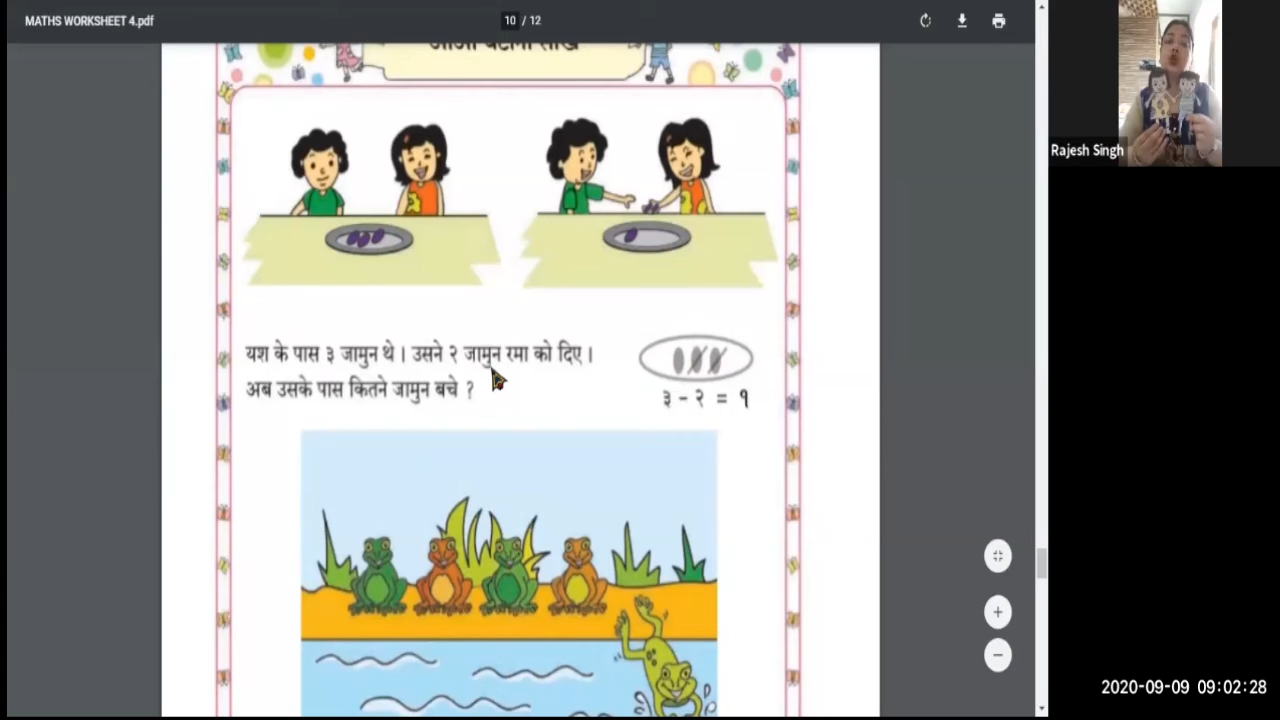 MATHS WORKSHEET 4.pdf
10 / 12
Rajesh Singh
यश के पास ३ जामुन थे । उसने २ जामुन रमा को दिए ।
अब उसके पास कितने जामुन बचे ?
३ - २ = १
2020-09-09 09:02:28